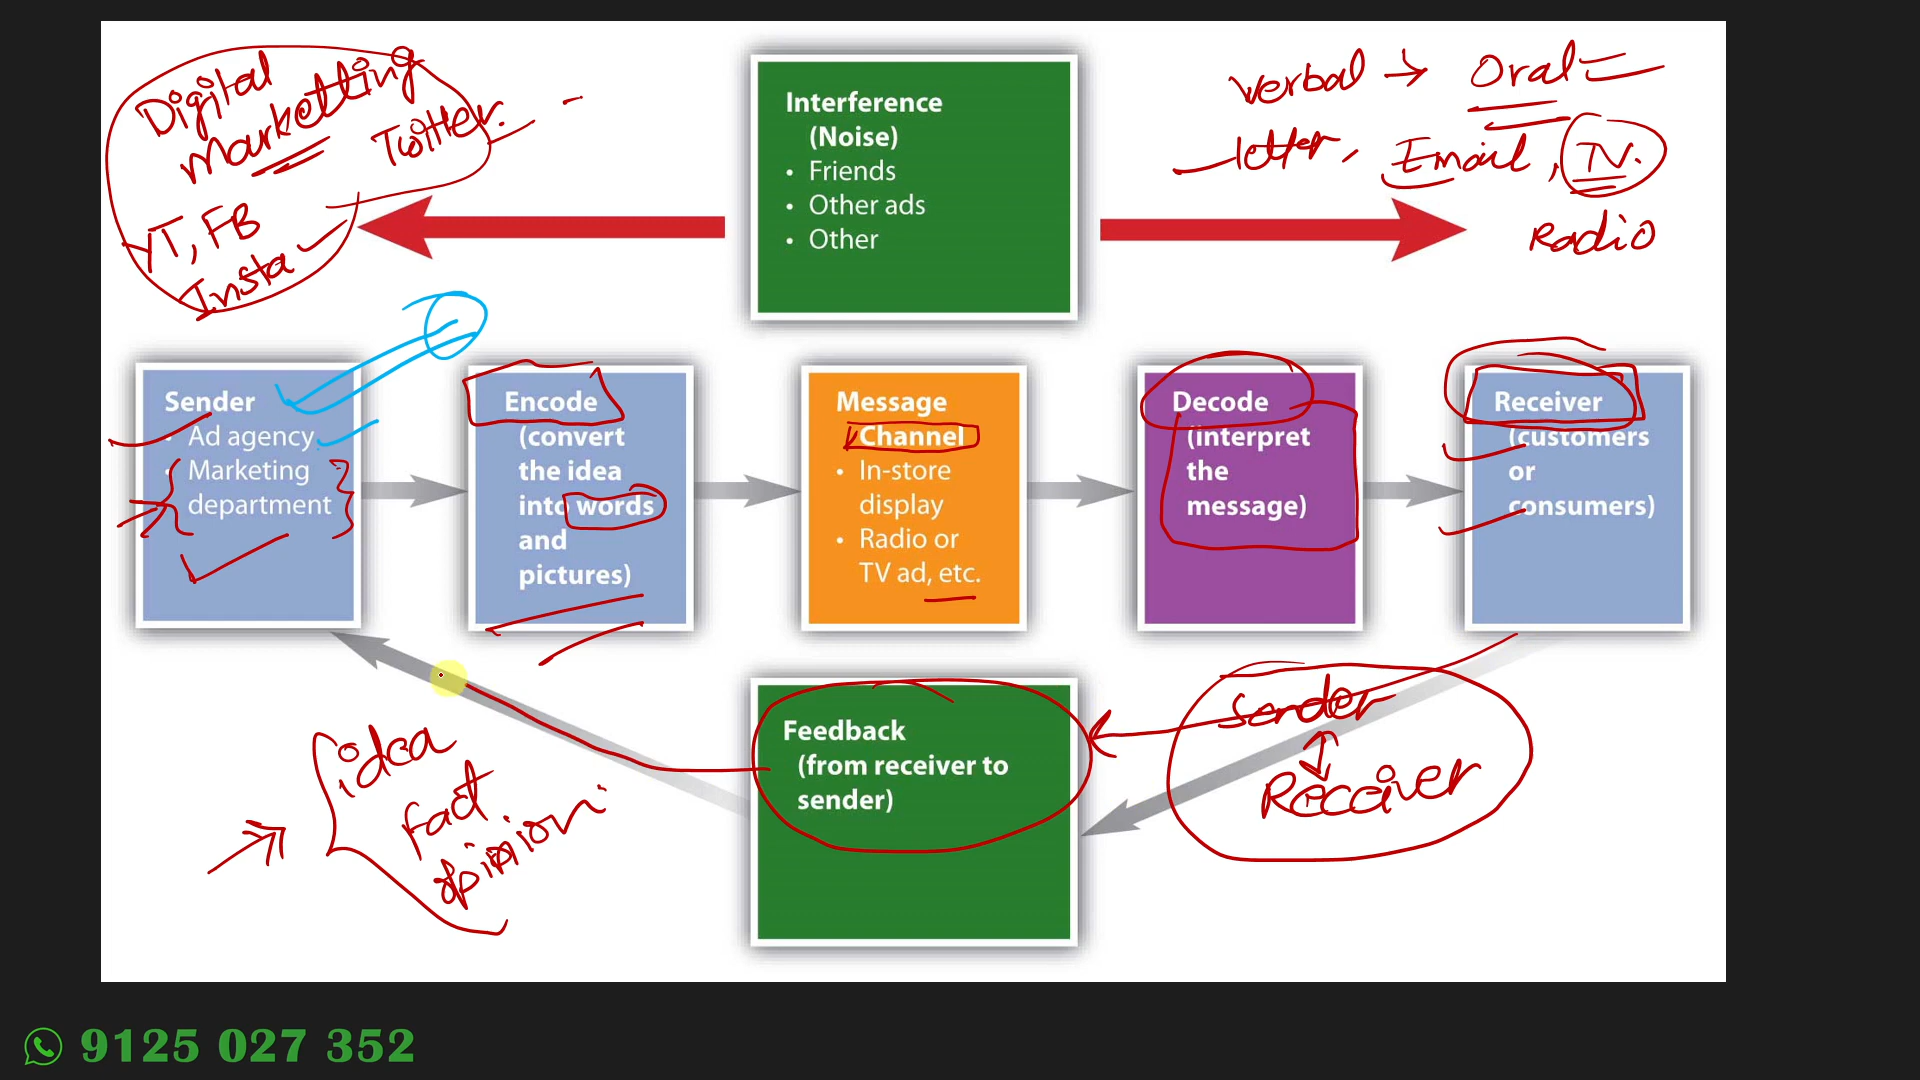 Digital
Marketting
Twitter.
YT, FB
Insta
Interference
(Noise)
• Friends
• Other ads
• Other
Verbal → Oral
letter, Email, TV.
Radio
Sender
• Ad agency
• Marketing
department
Encode
(convert
the idea
into words
and
pictures)
Message
Channel
• In-store
display
• Radio or
TV ad, etc.
Decode
(interpret
the
message)
Receiver
(customers
or
consumers)
idea
Fact
opinion
Feedback
(from receiver to
sender)
Sender
Receiver
9125 027 352